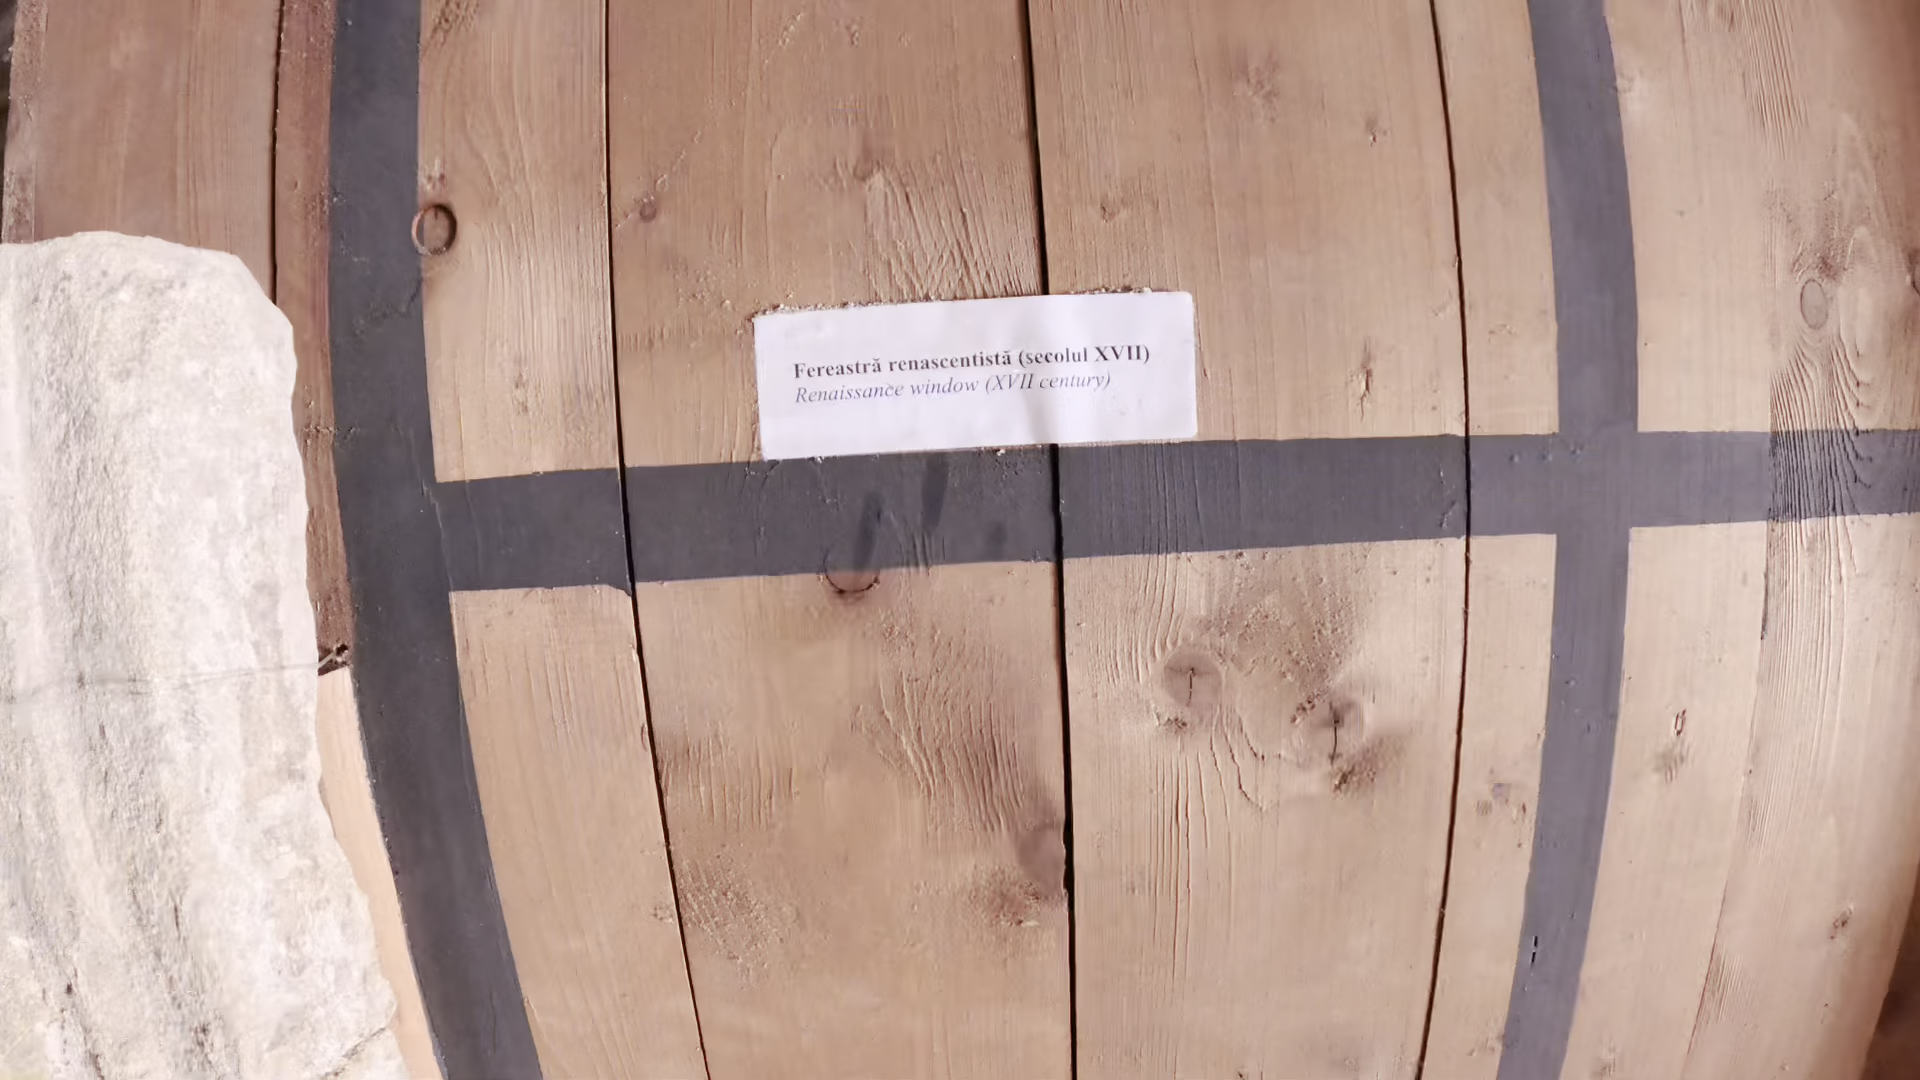 Fereastră renascentistă (secolul XVII)
Renaissance window (XVII century)